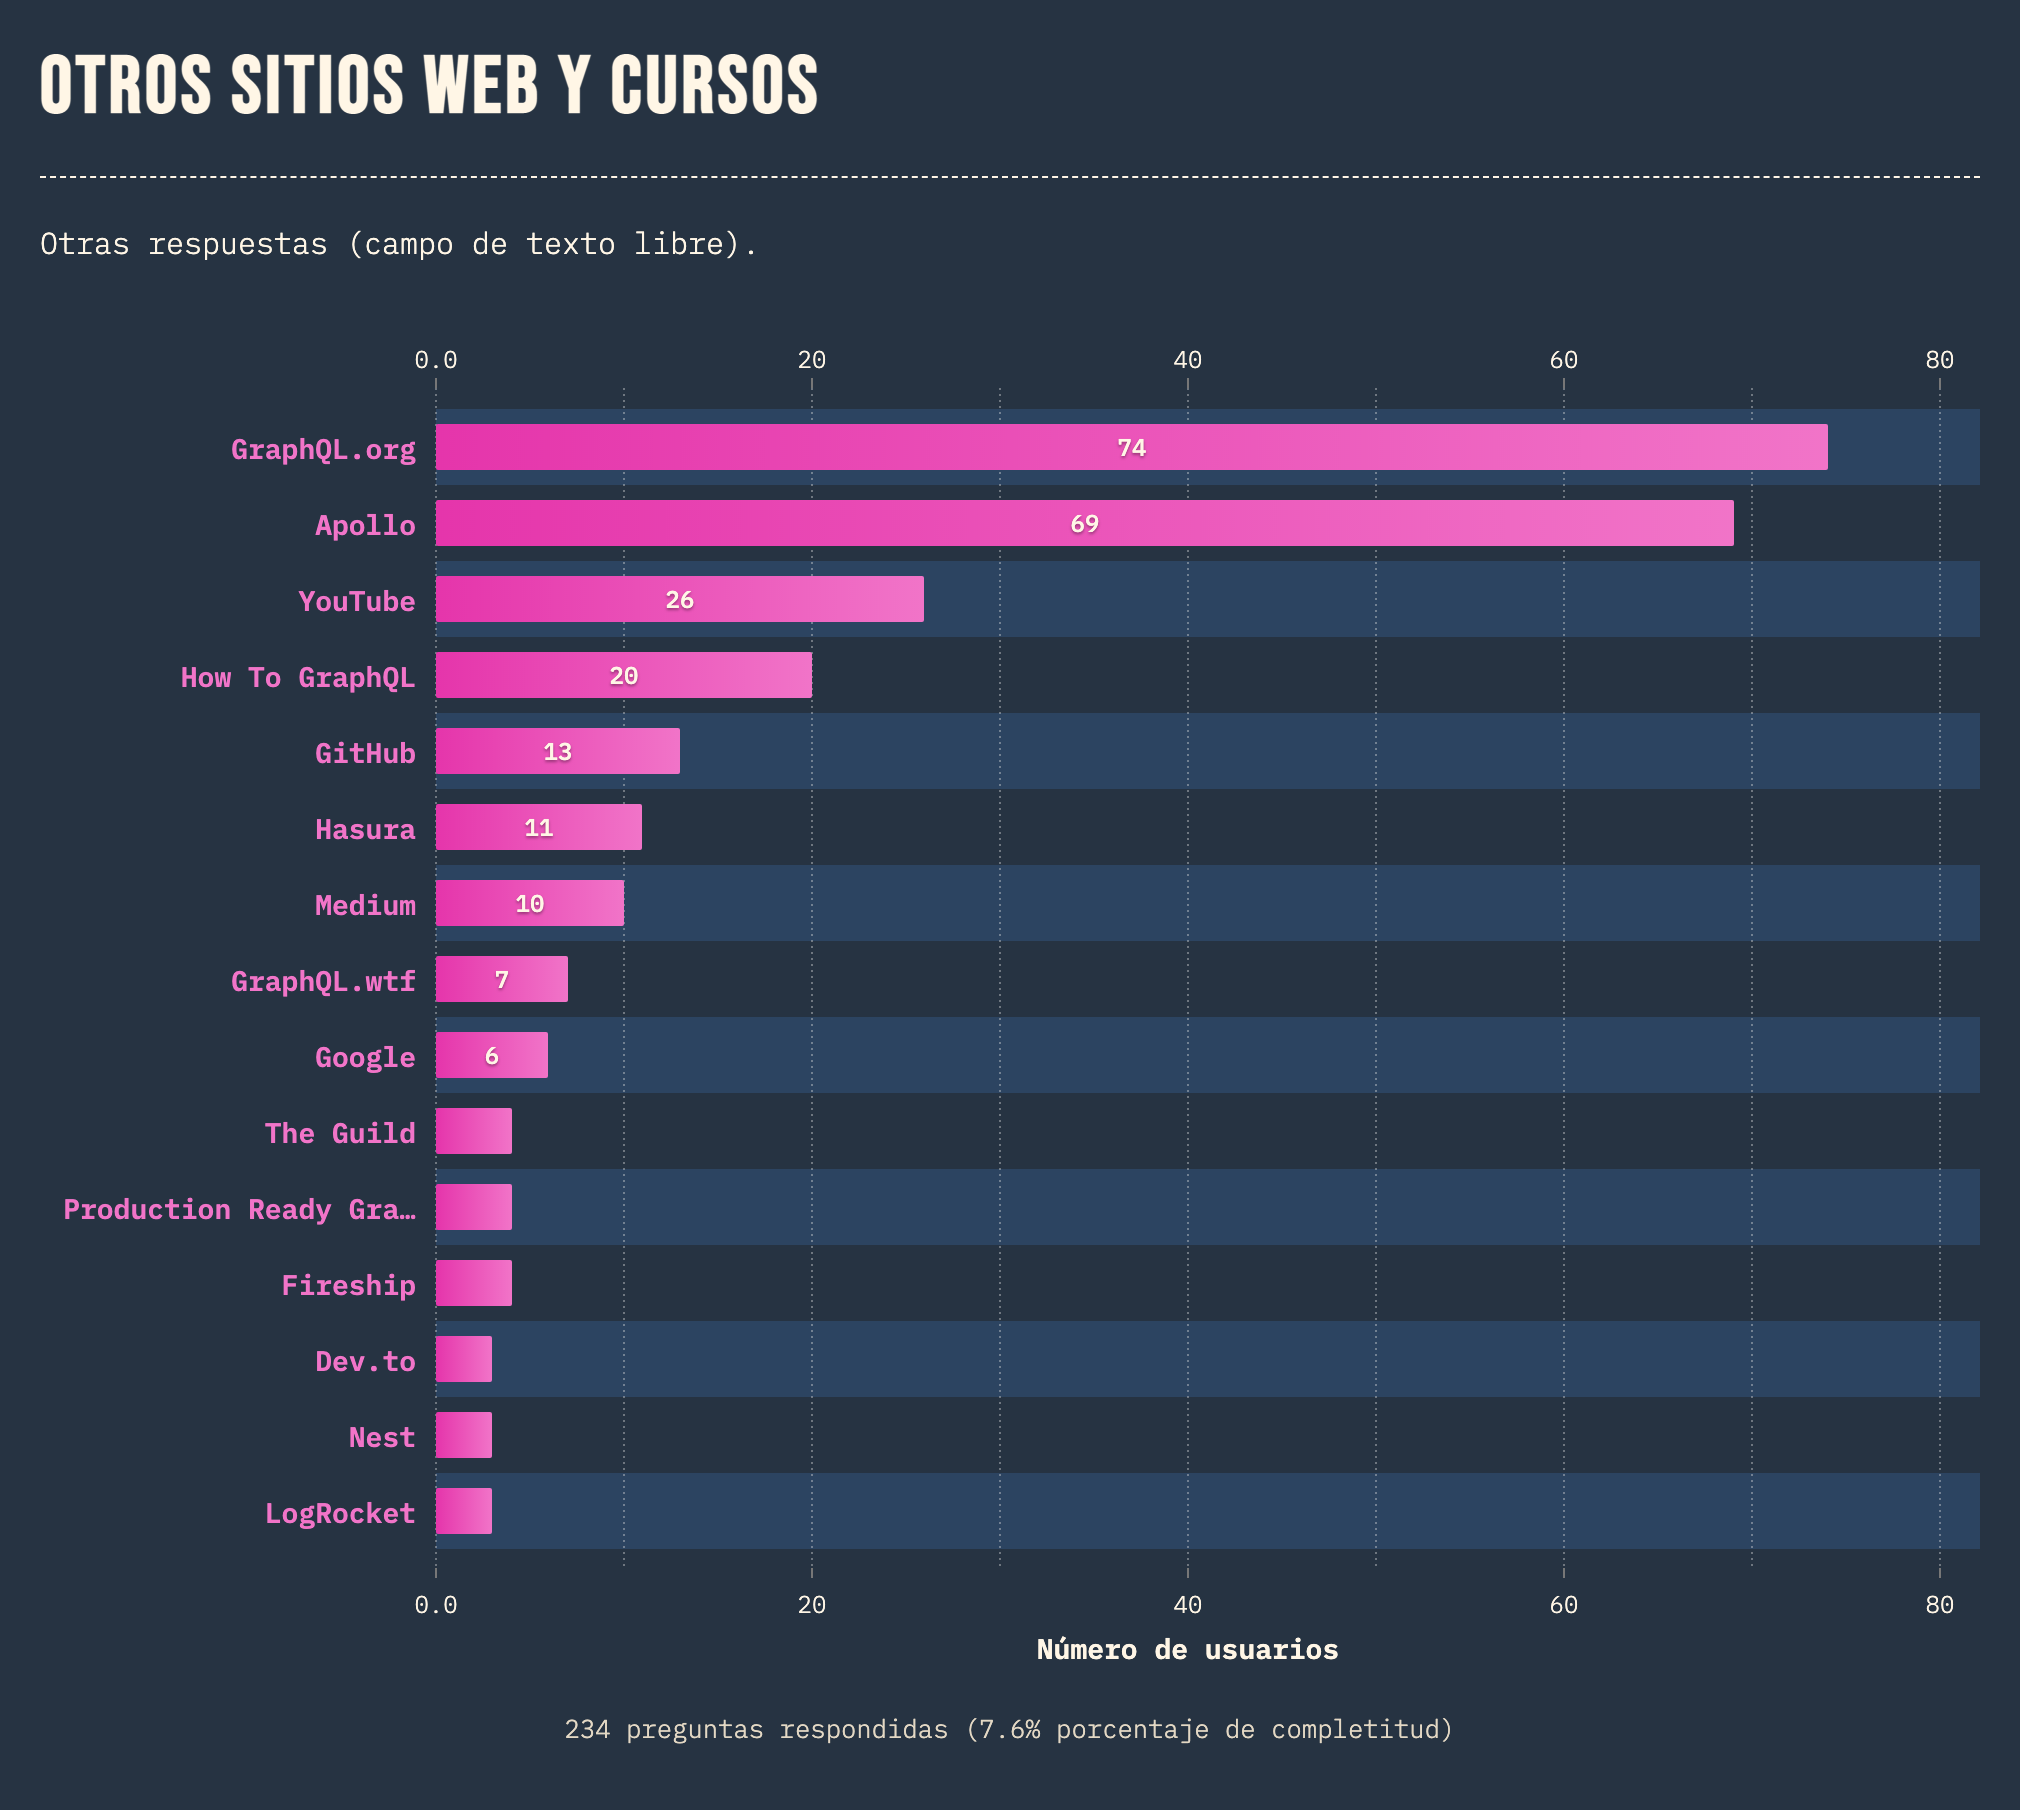 OTROS SITIOS WEB Y CURSOS
Otras respuestas (campo de texto libre).
0.0 20 40 60 80
GraphQL.org 74
Apollo 69
YouTube 26
How To GraphQL 20
GitHub 13
Hasura 11
Medium 10
GraphQL.wtf 7
Google 6
The Guild
Production Ready Gra…
Fireship
Dev.to
Nest
LogRocket
0.0 20 40 60 80
Número de usuarios
234 preguntas respondidas (7.6% porcentaje de completitud)